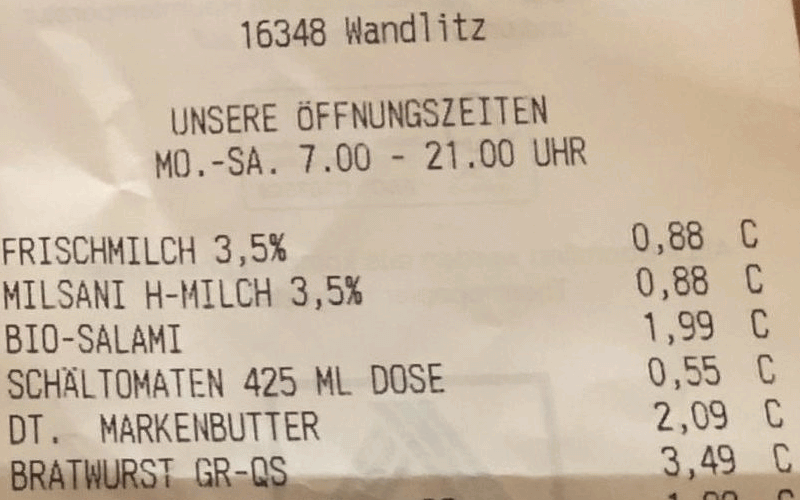 16348 Wandlitz
UNSERE ÖFFNUNGSZEITEN
MO.-SA. 7.00 - 21.00 UHR
FRISCHMILCH 3,5% 0,88 C
MILSANI H-MILCH 3,5% 0,88 C
BIO-SALAMI 1,99 C
SCHÄLTOMATEN 425 ML DOSE 0,55 C
DT. MARKENBUTTER 2,09 C
BRATWURST GR-QS 3,49 C